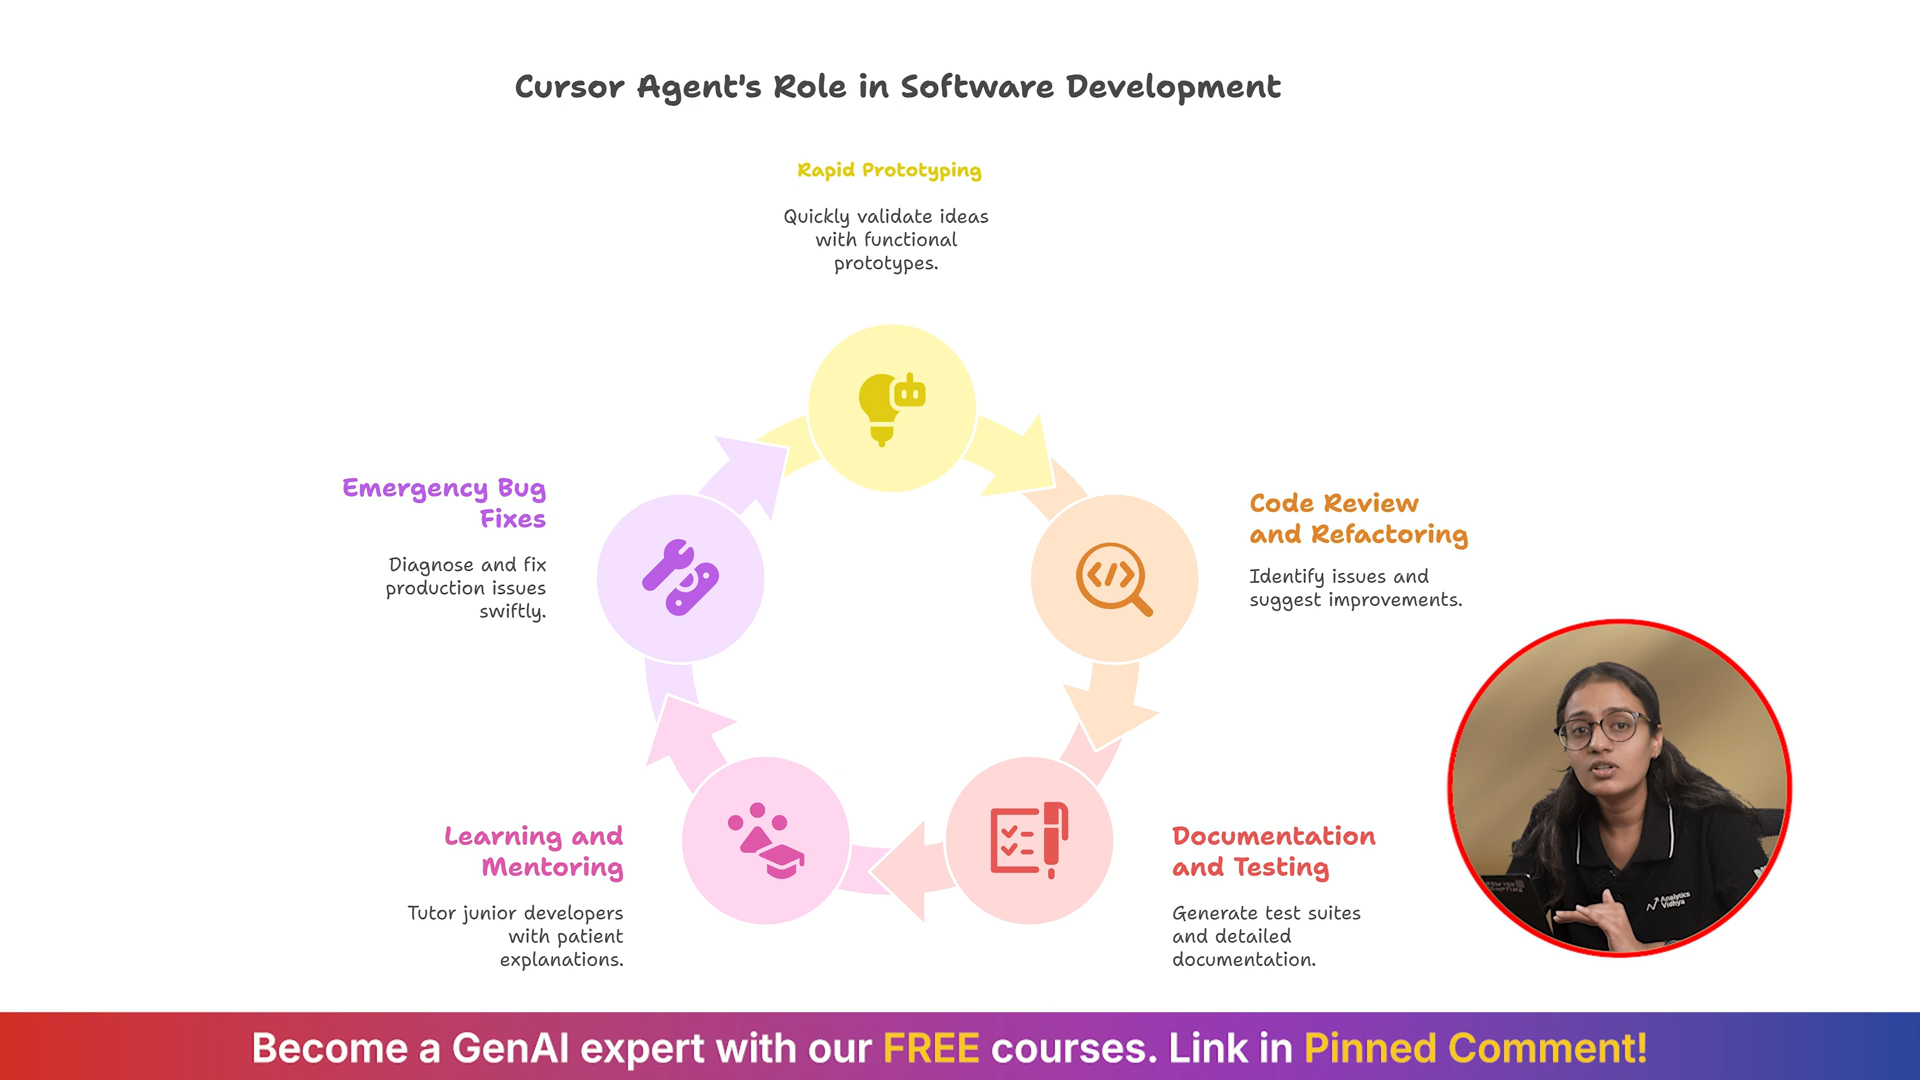 Cursor Agent's Role in Software Development
Rapid Prototyping
Quickly validate ideas
with functional
prototypes.
Emergency Bug
Fixes
Diagnose and fix
production issues
swiftly.
Code Review
and Refactoring
Identify issues and
suggest improvements.
Learning and
Mentoring
Tutor junior developers
with patient
explanations.
Documentation
and Testing
Generate test suites
and detailed
documentation.
Analytics
Vidhya
Become a GenAI expert with our FREE courses. Link in Pinned Comment!